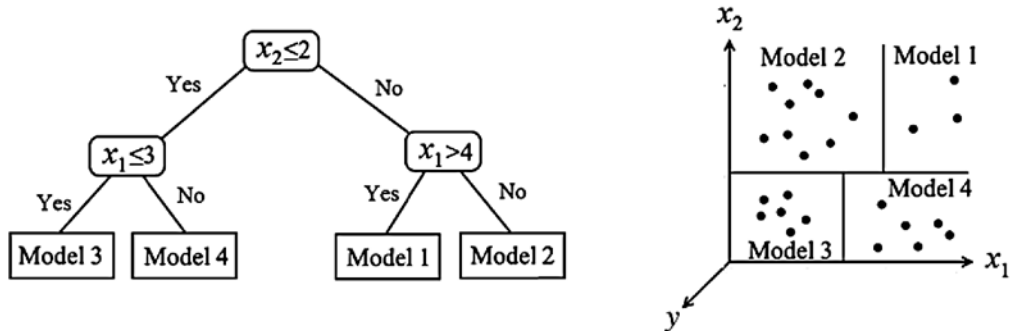 x₂≤2
Yes
No
x₁≤3
x₁>4
Yes
No
Yes
No
Model 3
Model 4
Model 1
Model 2
x₂
Model 2
Model 1
Model 4
Model 3
x₁
y